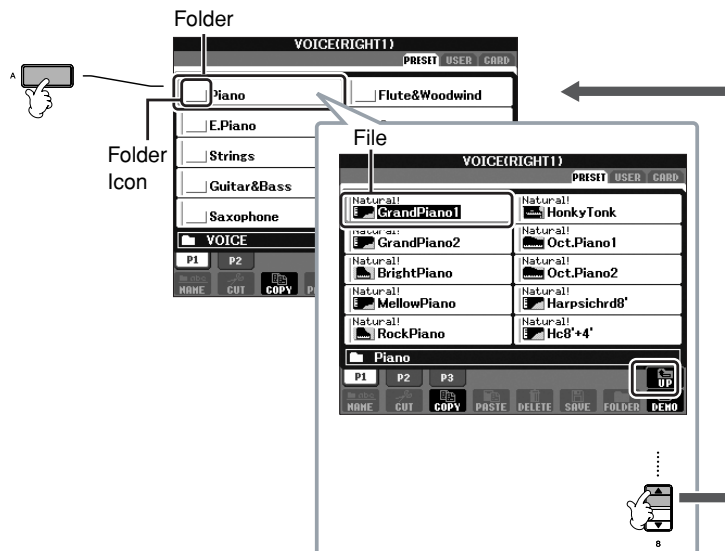 Folder
VOICE(RIGHT1)
PRESET USER CARD
A
Piano
Flute&Woodwind
E.Piano
Strings
Guitar&Bass
Saxophone
VOICE
P1 P2
NAME CUT COPY
Folder
Icon
File
VOICE(RIGHT1)
PRESET USER CARD
Natural! Natural!
GrandPiano1 HonkyTonk
Natural! Natural!
GrandPiano2 Oct.Piano1
Natural! Natural!
BrightPiano Oct.Piano2
Natural! Natural!
MellowPiano Harpsichrd8'
Natural! Natural!
RockPiano Hc8'+4'
Piano
P1 P2 P3
UP
NAME CUT COPY PASTE DELETE SAVE FOLDER DEMO
8